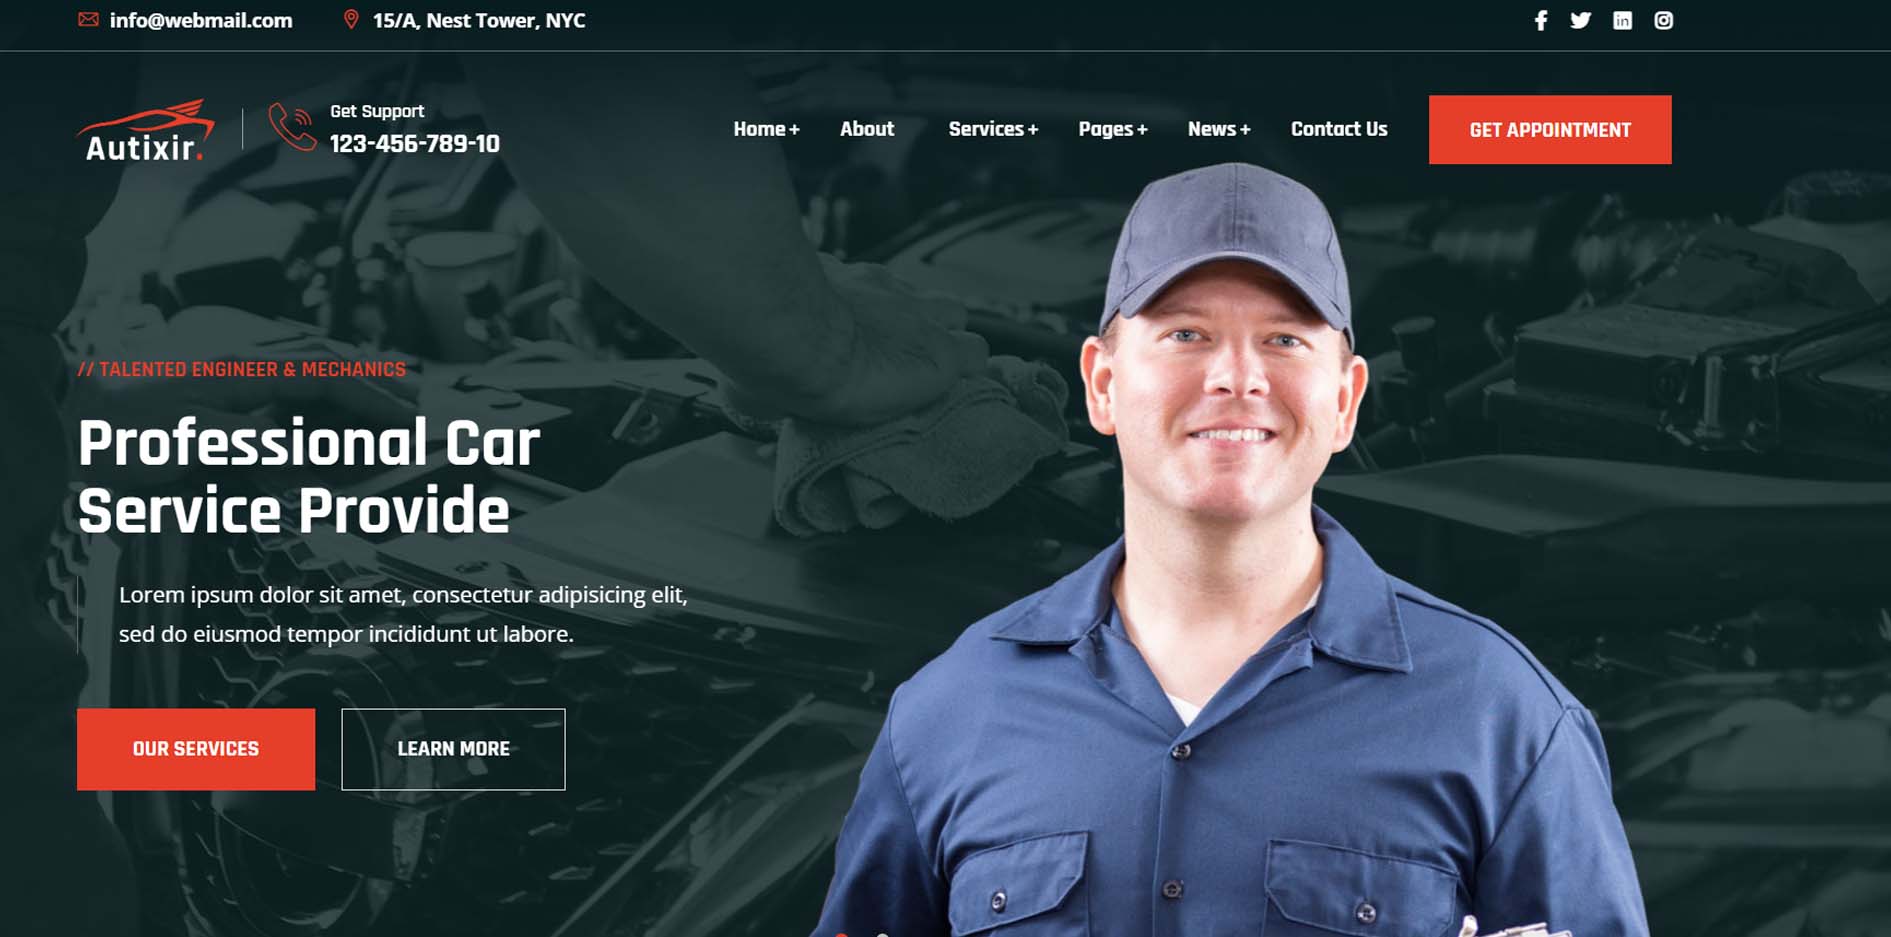 info@webmail.com
15/A, Nest Tower, NYC
Autixir.
Get Support
123-456-789-10
Home +
About
Services +
Pages +
News +
Contact Us
GET APPOINTMENT
// TALENTED ENGINEER & MECHANICS
Professional Car
Service Provide
Lorem ipsum dolor sit amet, consectetur adipisicing elit,
sed do eiusmod tempor incididunt ut labore.
OUR SERVICES
LEARN MORE